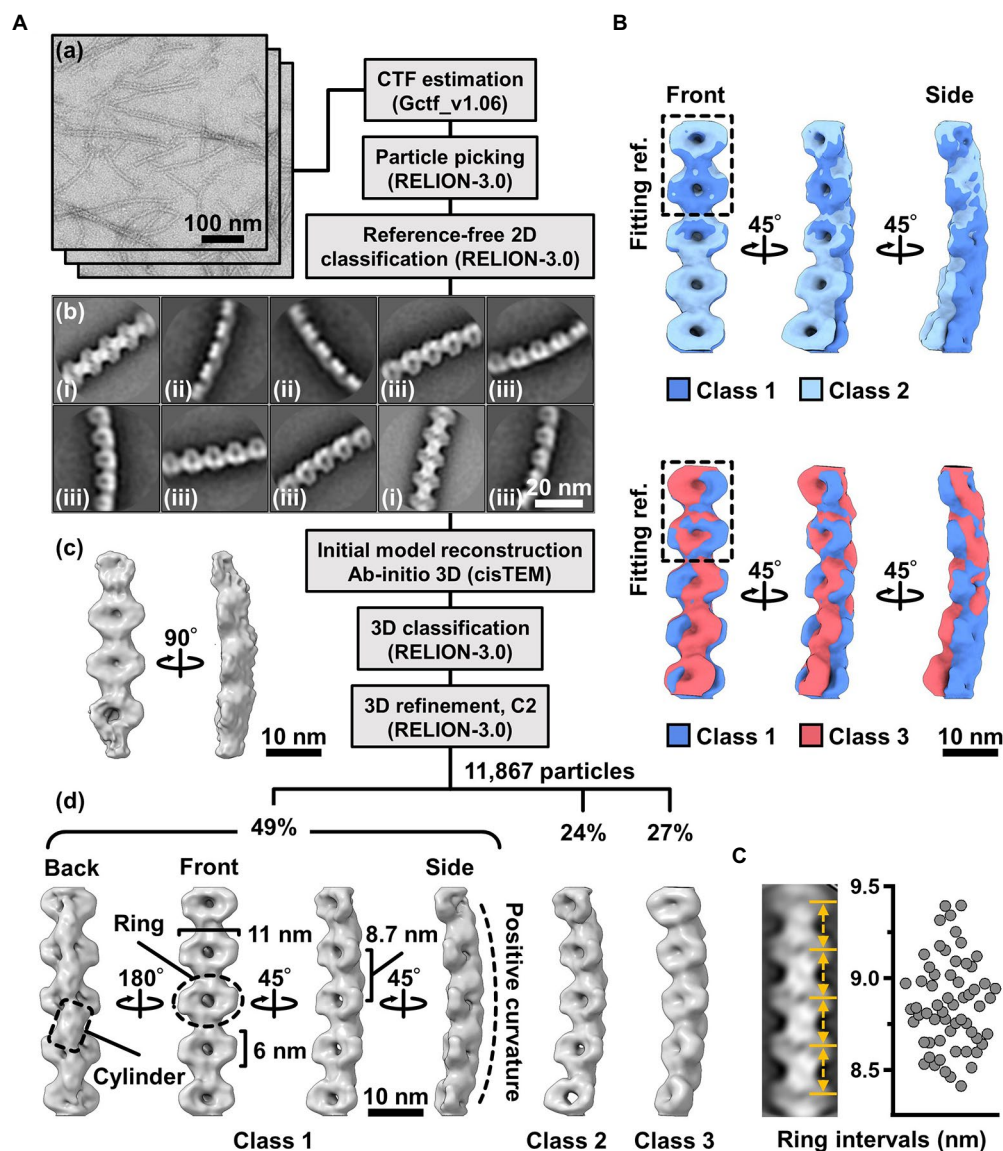 A
(a)
100 nm
CTF estimation
(Gctf_v1.06)
Particle picking
(RELION-3.0)
Reference-free 2D
classification (RELION-3.0)
(b)
(i)
(ii)
(ii)
(iii)
(iii)
(iii)
(iii)
(iii)
(i)
(iii)
20 nm
Initial model reconstruction
Ab-initio 3D (cisTEM)
(c)
90°
10 nm
3D classification
(RELION-3.0)
3D refinement, C2
(RELION-3.0)
11,867 particles
(d)
49%
24%
27%
Back
Front
Side
Ring
11 nm
8.7 nm
180°
45°
45°
6 nm
Cylinder
10 nm
Positive curvature
Class 1
Class 2
Class 3
B
Front
Side
Fitting ref.
45°
45°
Class 1
Class 2
Fitting ref.
45°
45°
Class 1
Class 3
10 nm
C
9.5
9.0
8.5
Ring intervals (nm)